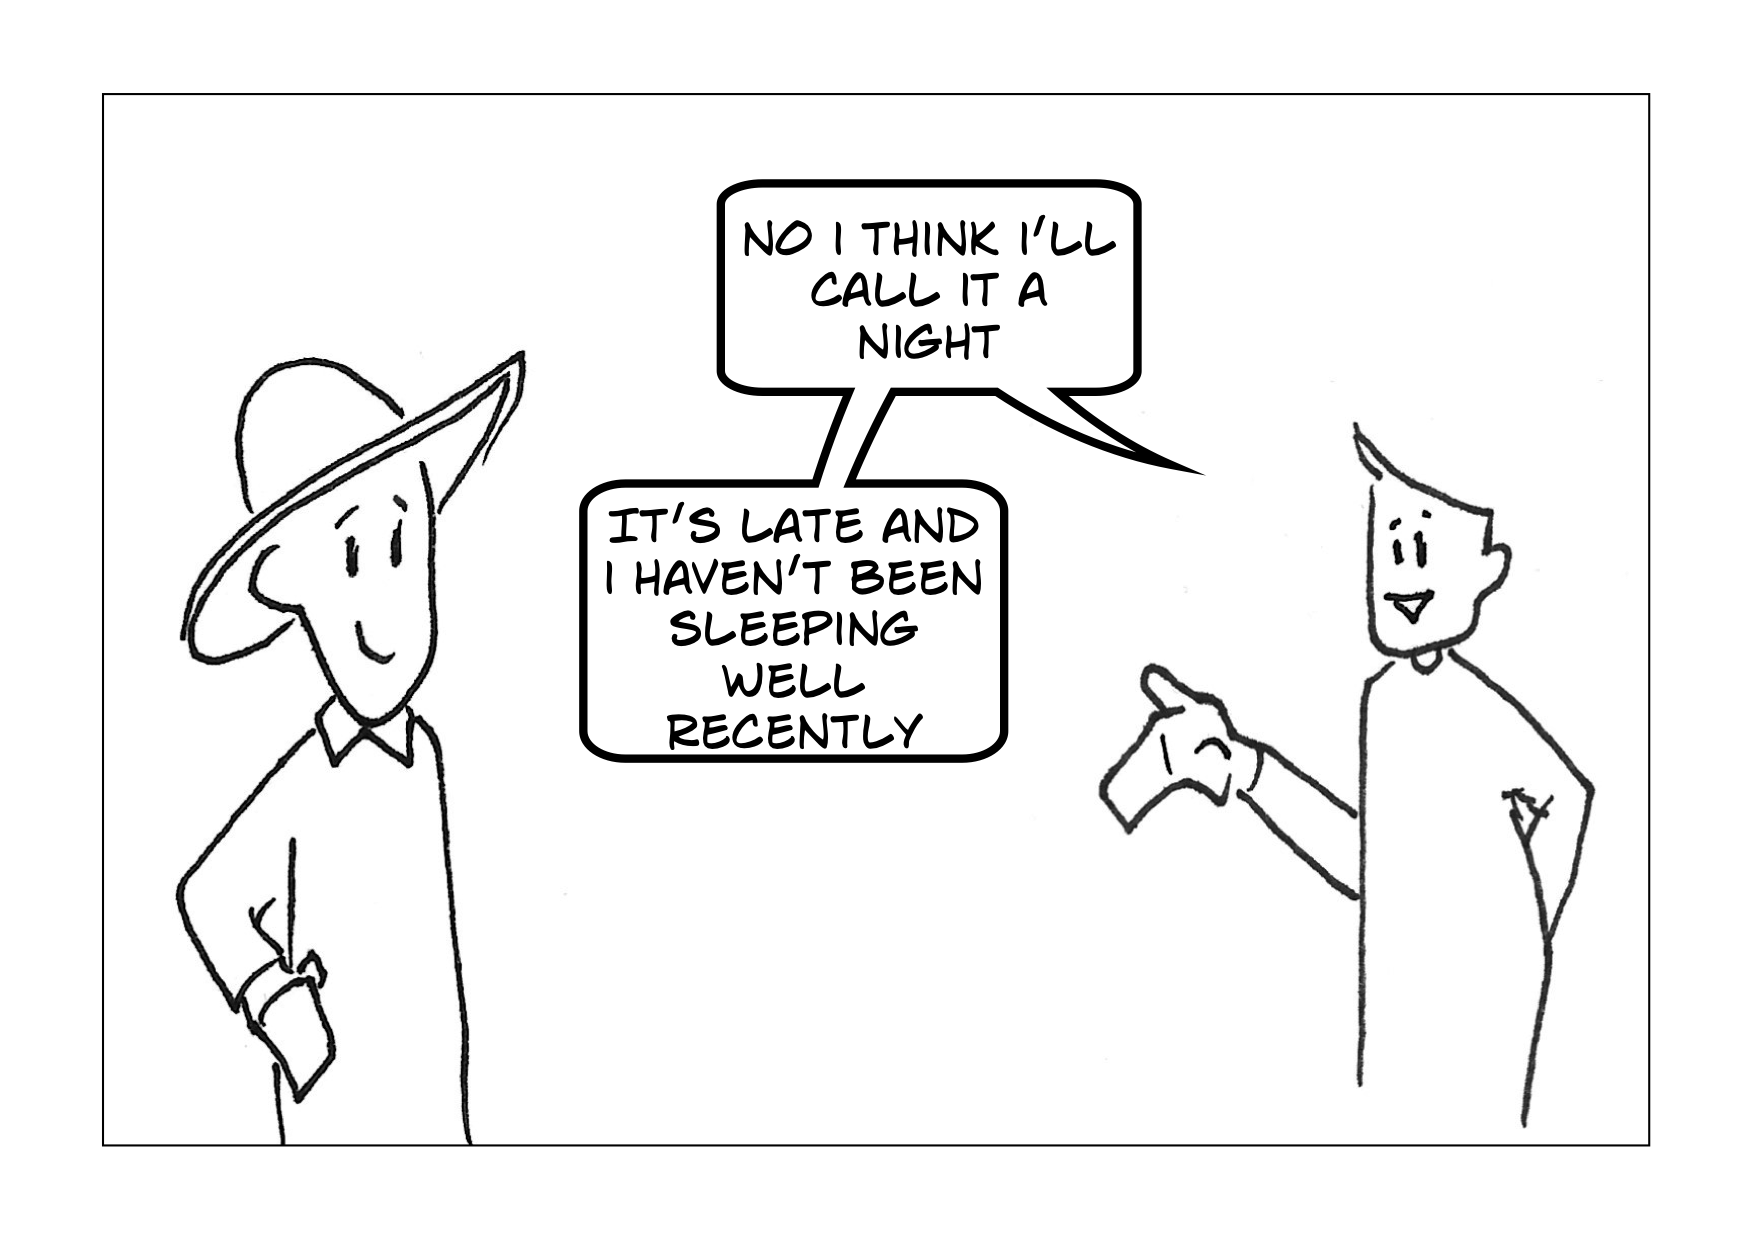 NO I THINK I'LL
CALL IT A
NIGHT
IT'S LATE AND
I HAVEN'T BEEN
SLEEPING
WELL
RECENTLY